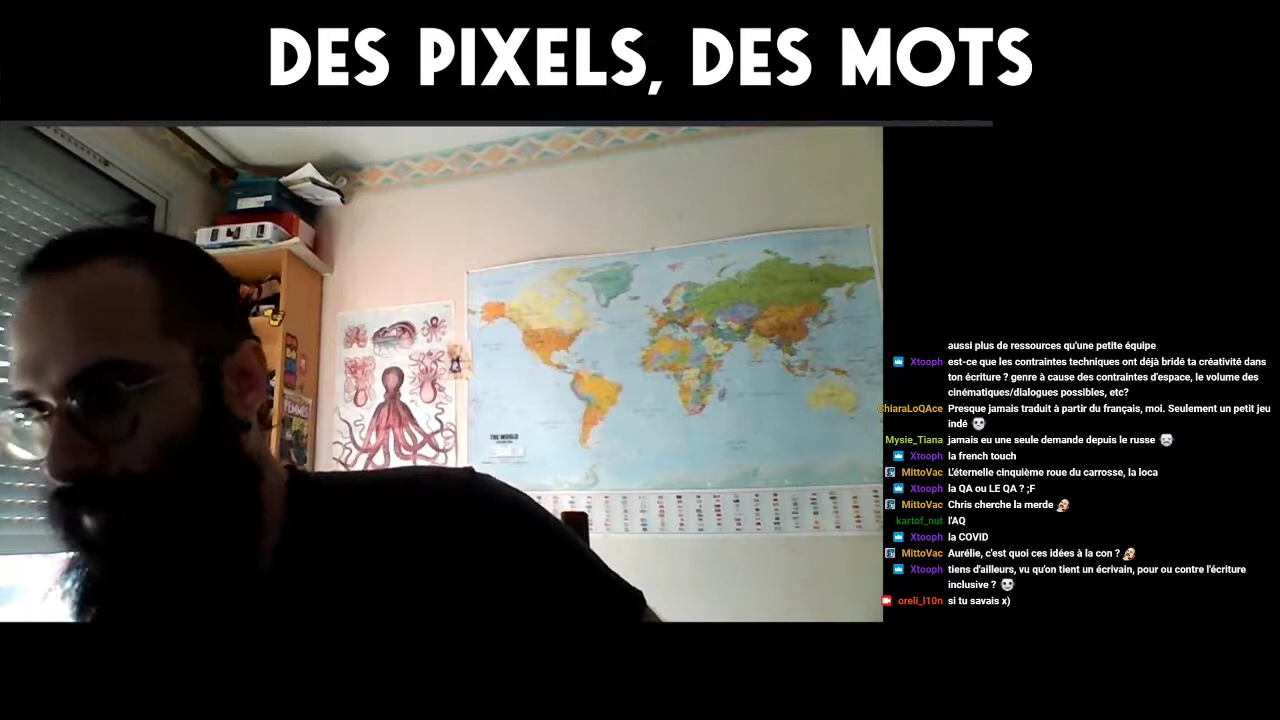 DES PIXELS, DES MOTS
THE WORLD
FEMMES
aussi plus de ressources qu'une petite équipe
Xtooph est-ce que les contraintes techniques ont déjà bridé ta créativité dans
ton écriture ? genre à cause des contraintes d'espace, le volume des
cinématiques/dialogues possibles, etc?
ChiaraLoQAce Presque jamais traduit à partir du français, moi. Seulement un petit jeu
indé
Mysie_Tiana jamais eu une seule demande depuis le russe
Xtooph la french touch
MittoVac L'éternelle cinquième roue du carrosse, la loca
Xtooph la QA ou LE QA ? ;F
MittoVac Chris cherche la merde
kartof_nut l'AQ
Xtooph la COVID
MittoVac Aurélie, c'est quoi ces idées à la con ?
Xtooph tiens d'ailleurs, vu qu'on tient un écrivain, pour ou contre l'écriture
inclusive ?
oreli_l10n si tu savais x)